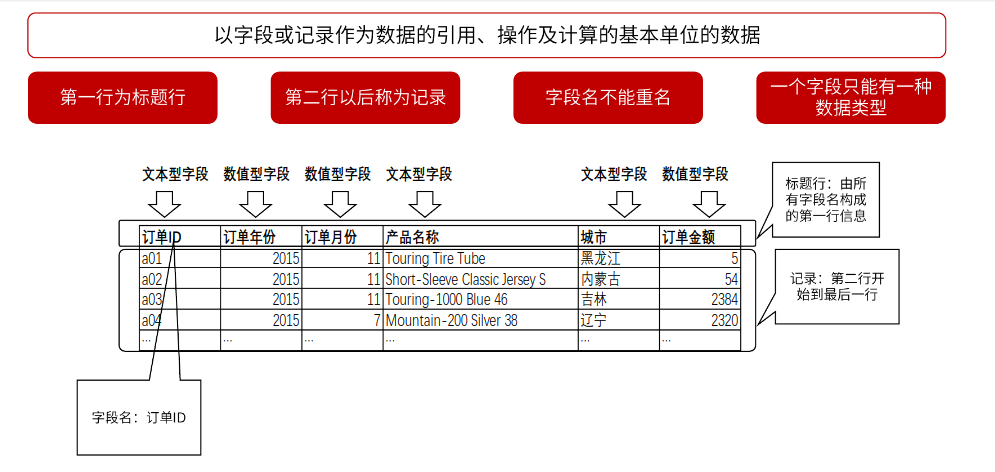 以字段或记录作为数据的引用、操作及计算的基本单位的数据
第一行为标题行
第二行以后称为记录
字段名不能重名
一个字段只能有一种
数据类型
文本型字段 数值型字段 数值型字段 文本型字段 文本型字段 数值型字段
标题行：由所
有字段名构成
的第一行信息
订单ID 订单年份 订单月份 产品名称 城市 订单金额
a01 2015 11 Touring Tire Tube 黑龙江 5
a02 2015 11 Short-Sleeve Classic Jersey S 内蒙古 54
a03 2015 11 Touring-1000 Blue 46 吉林 2384
a04 2015 7 Mountain-200 Silver 38 辽宁 2320
... ... ... ... ... ...
记录：第二行开
始到最后一行
字段名：订单ID